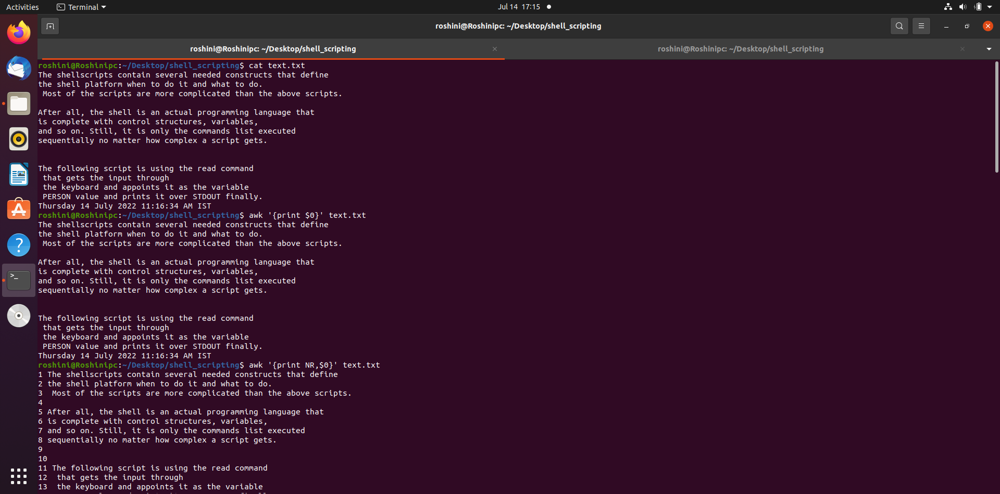 Activities Terminal Jul 14 17:15
roshini@Roshinipc: ~/Desktop/shell_scripting
roshini@Roshinipc: ~/Desktop/shell_scripting roshini@Roshinipc: ~/Desktop/shell_scripting
roshini@Roshinipc:~/Desktop/shell_scripting$ cat text.txt
The shellscripts contain several needed constructs that define
the shell platform when to do it and what to do.
 Most of the scripts are more complicated than the above scripts.

After all, the shell is an actual programming language that
is complete with control structures, variables,
and so on. Still, it is only the commands list executed
sequentially no matter how complex a script gets.


The following script is using the read command
 that gets the input through
 the keyboard and appoints it as the variable
 PERSON value and prints it over STDOUT finally.
Thursday 14 July 2022 11:16:34 AM IST
roshini@Roshinipc:~/Desktop/shell_scripting$ awk '{print $0}' text.txt
The shellscripts contain several needed constructs that define
the shell platform when to do it and what to do.
 Most of the scripts are more complicated than the above scripts.

After all, the shell is an actual programming language that
is complete with control structures, variables,
and so on. Still, it is only the commands list executed
sequentially no matter how complex a script gets.


The following script is using the read command
 that gets the input through
 the keyboard and appoints it as the variable
 PERSON value and prints it over STDOUT finally.
Thursday 14 July 2022 11:16:34 AM IST
roshini@Roshinipc:~/Desktop/shell_scripting$ awk '{print NR,$0}' text.txt
1 The shellscripts contain several needed constructs that define
2 the shell platform when to do it and what to do.
3  Most of the scripts are more complicated than the above scripts.
4
5 After all, the shell is an actual programming language that
6 is complete with control structures, variables,
7 and so on. Still, it is only the commands list executed
8 sequentially no matter how complex a script gets.
9
10
11 The following script is using the read command
12  that gets the input through
13  the keyboard and appoints it as the variable